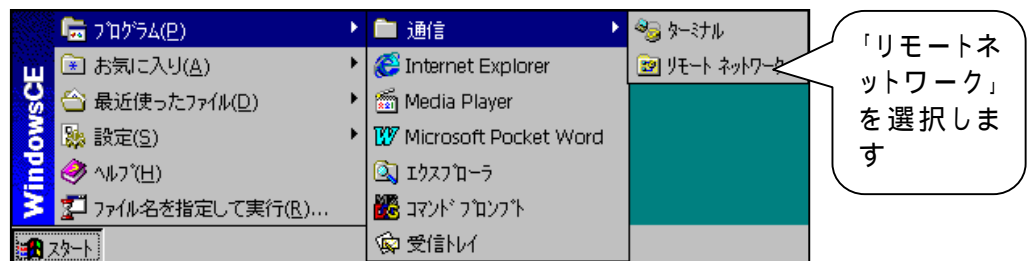 WindowsCE
ﾌﾟﾛｸﾞﾗﾑ(P)
お気に入り(A)
最近使ったﾌｧｲﾙ(D)
設定(S)
ﾍﾙﾌﾟ(H)
ﾌｧｲﾙ名を指定して実行(R)...
ｽﾀｰﾄ
通信
Internet Explorer
Media Player
Microsoft Pocket Word
ｴｸｽﾌﾟﾛｰﾗ
ｺﾏﾝﾄﾞ ﾌﾟﾛﾝﾌﾟﾄ
受信ﾄﾚｲ
ﾀｰﾐﾅﾙ
ﾘﾓｰﾄ ﾈｯﾄﾜｰｸ
「リモートネ
ットワーク」
を選択しま
す